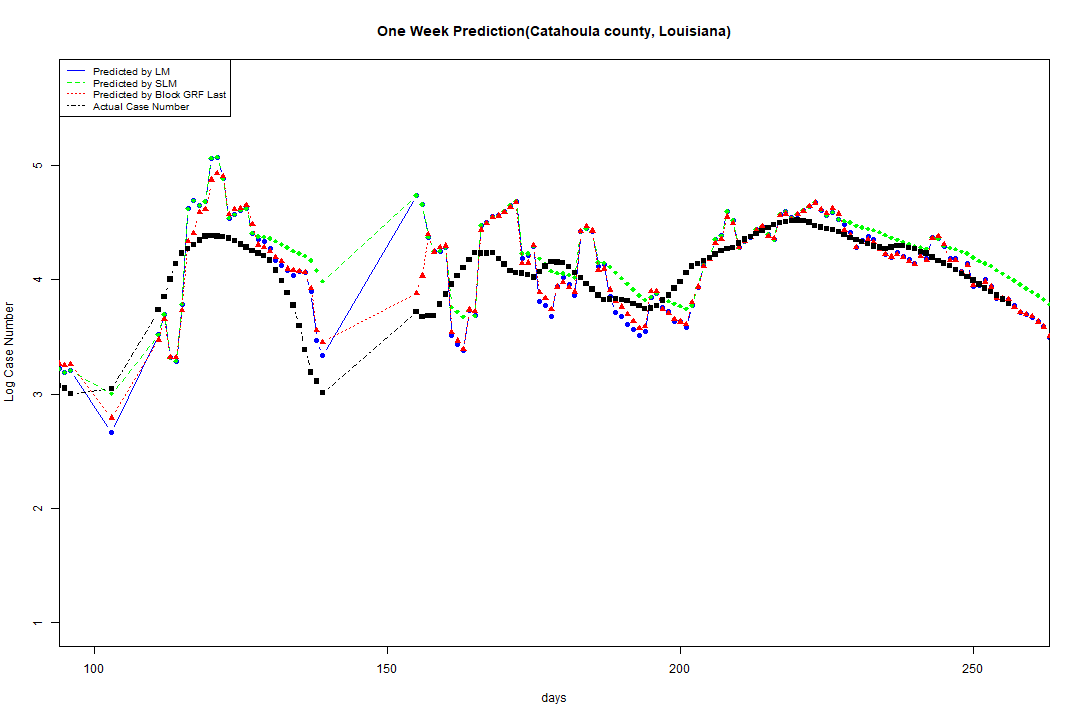 One Week Prediction(Catahoula county, Louisiana)
Predicted by LM
Predicted by SLM
Predicted by Block GRF Last
Actual Case Number
5
4
3
2
1
Log Case Number
100 150 200 250
days